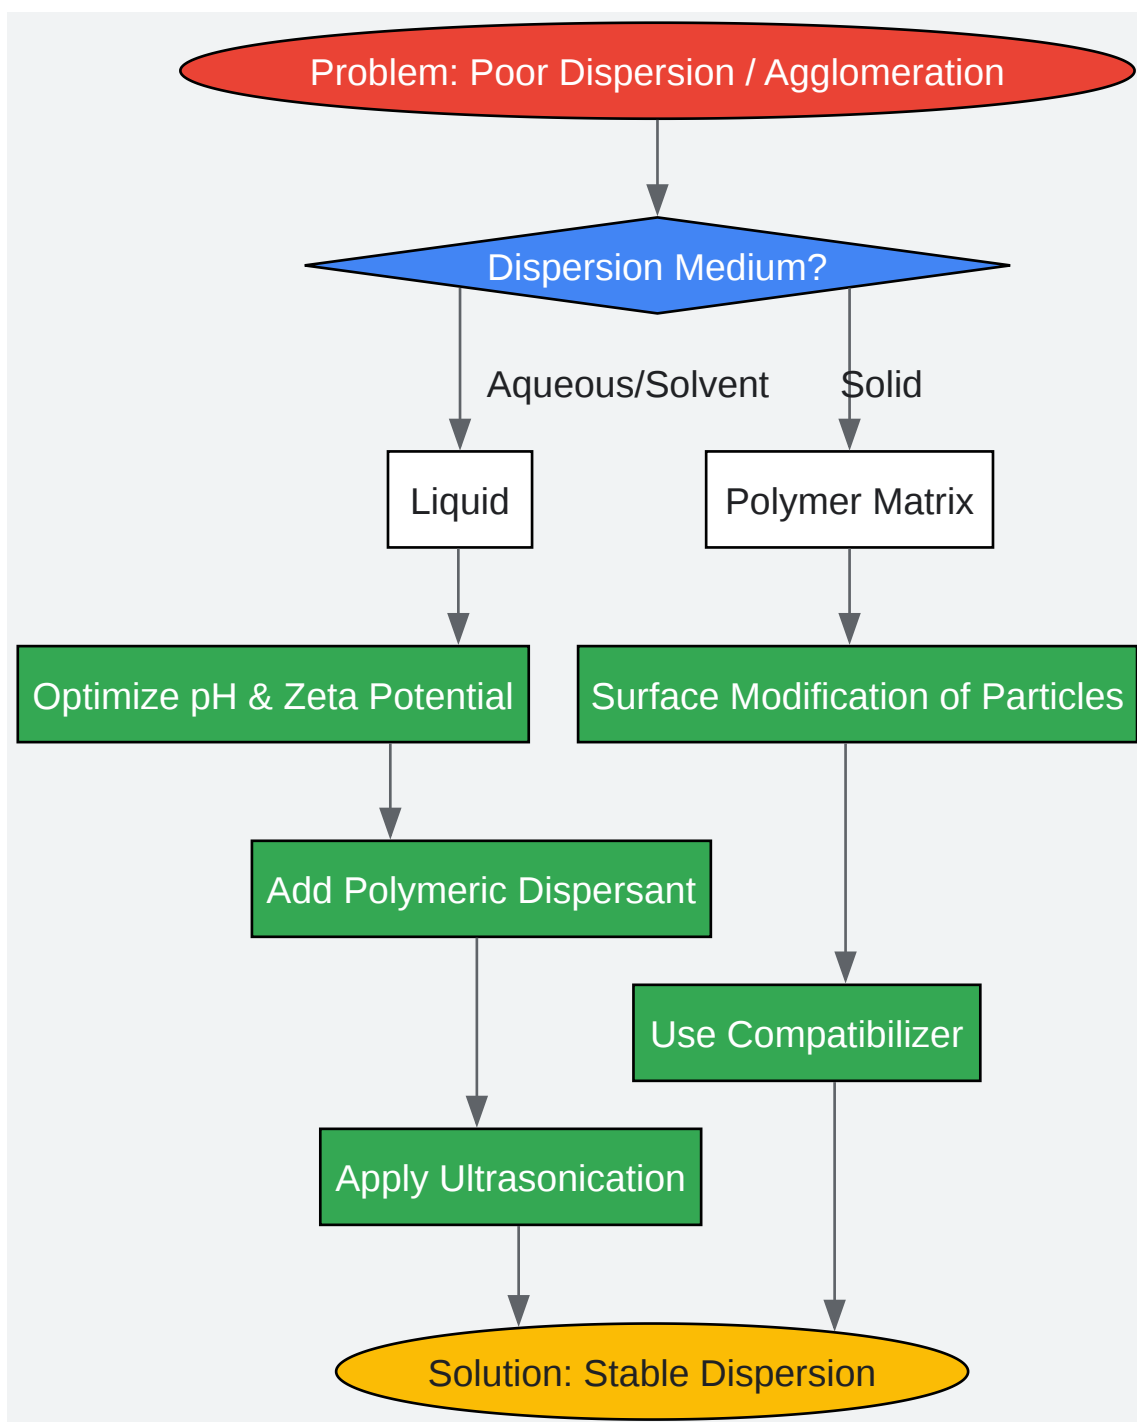 Problem: Poor Dispersion / Agglomeration
Dispersion Medium?
Aqueous/Solvent
Solid
Liquid
Polymer Matrix
Optimize pH & Zeta Potential
Surface Modification of Particles
Add Polymeric Dispersant
Use Compatibilizer
Apply Ultrasonication
Solution: Stable Dispersion